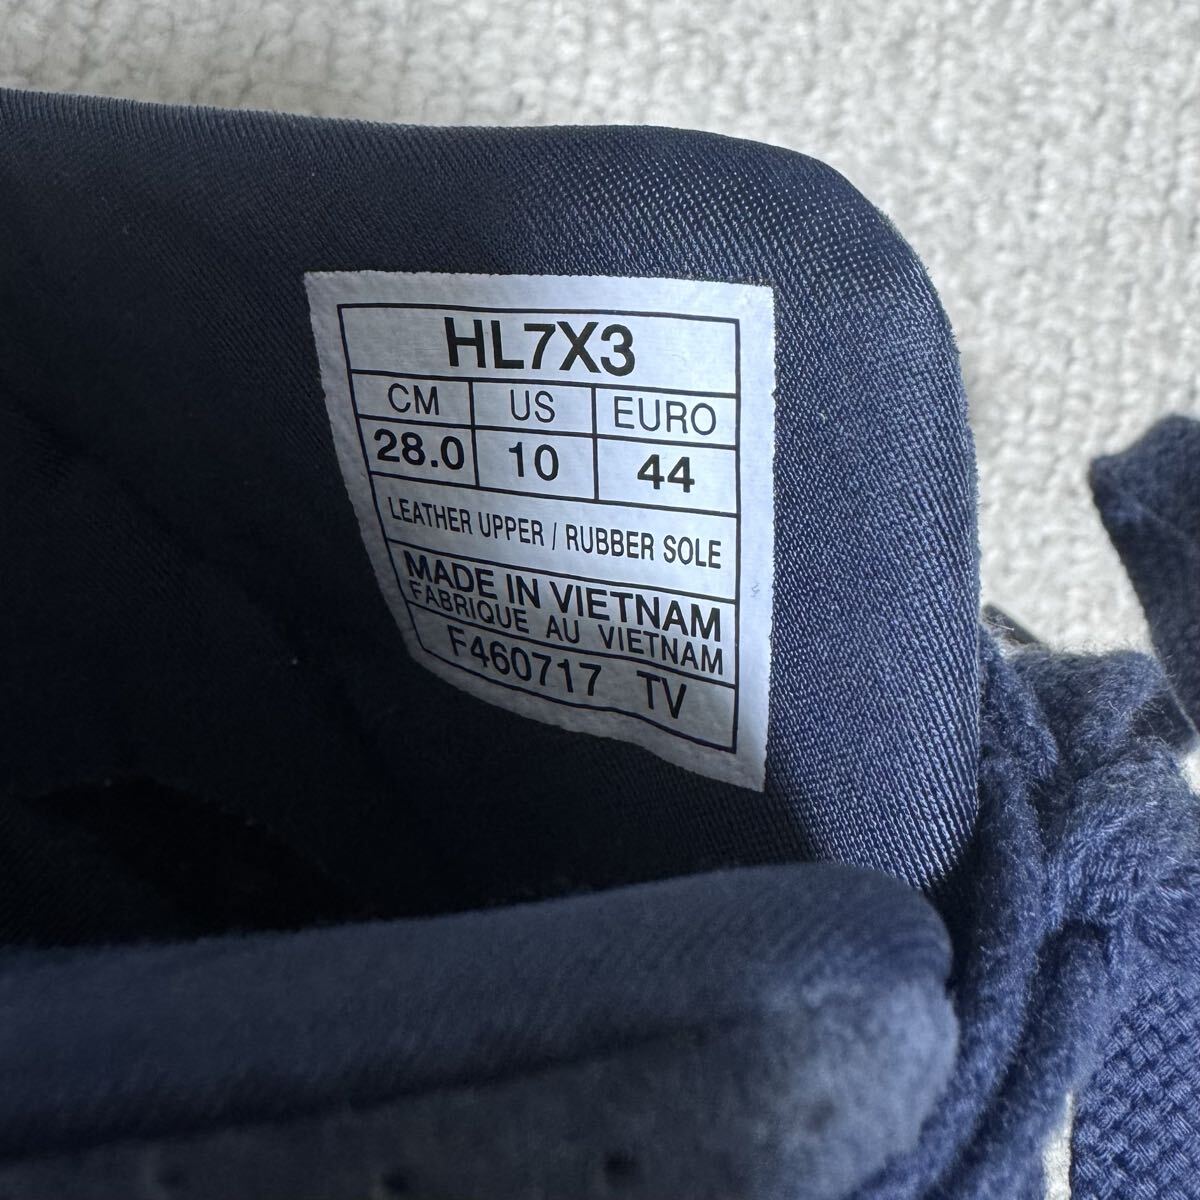 HL7X3
CM US EURO
28.0 10 44
LEATHER UPPER / RUBBER SOLE
MADE IN VIETNAM
FABRIQUE AU VIETNAM
F460717 TV